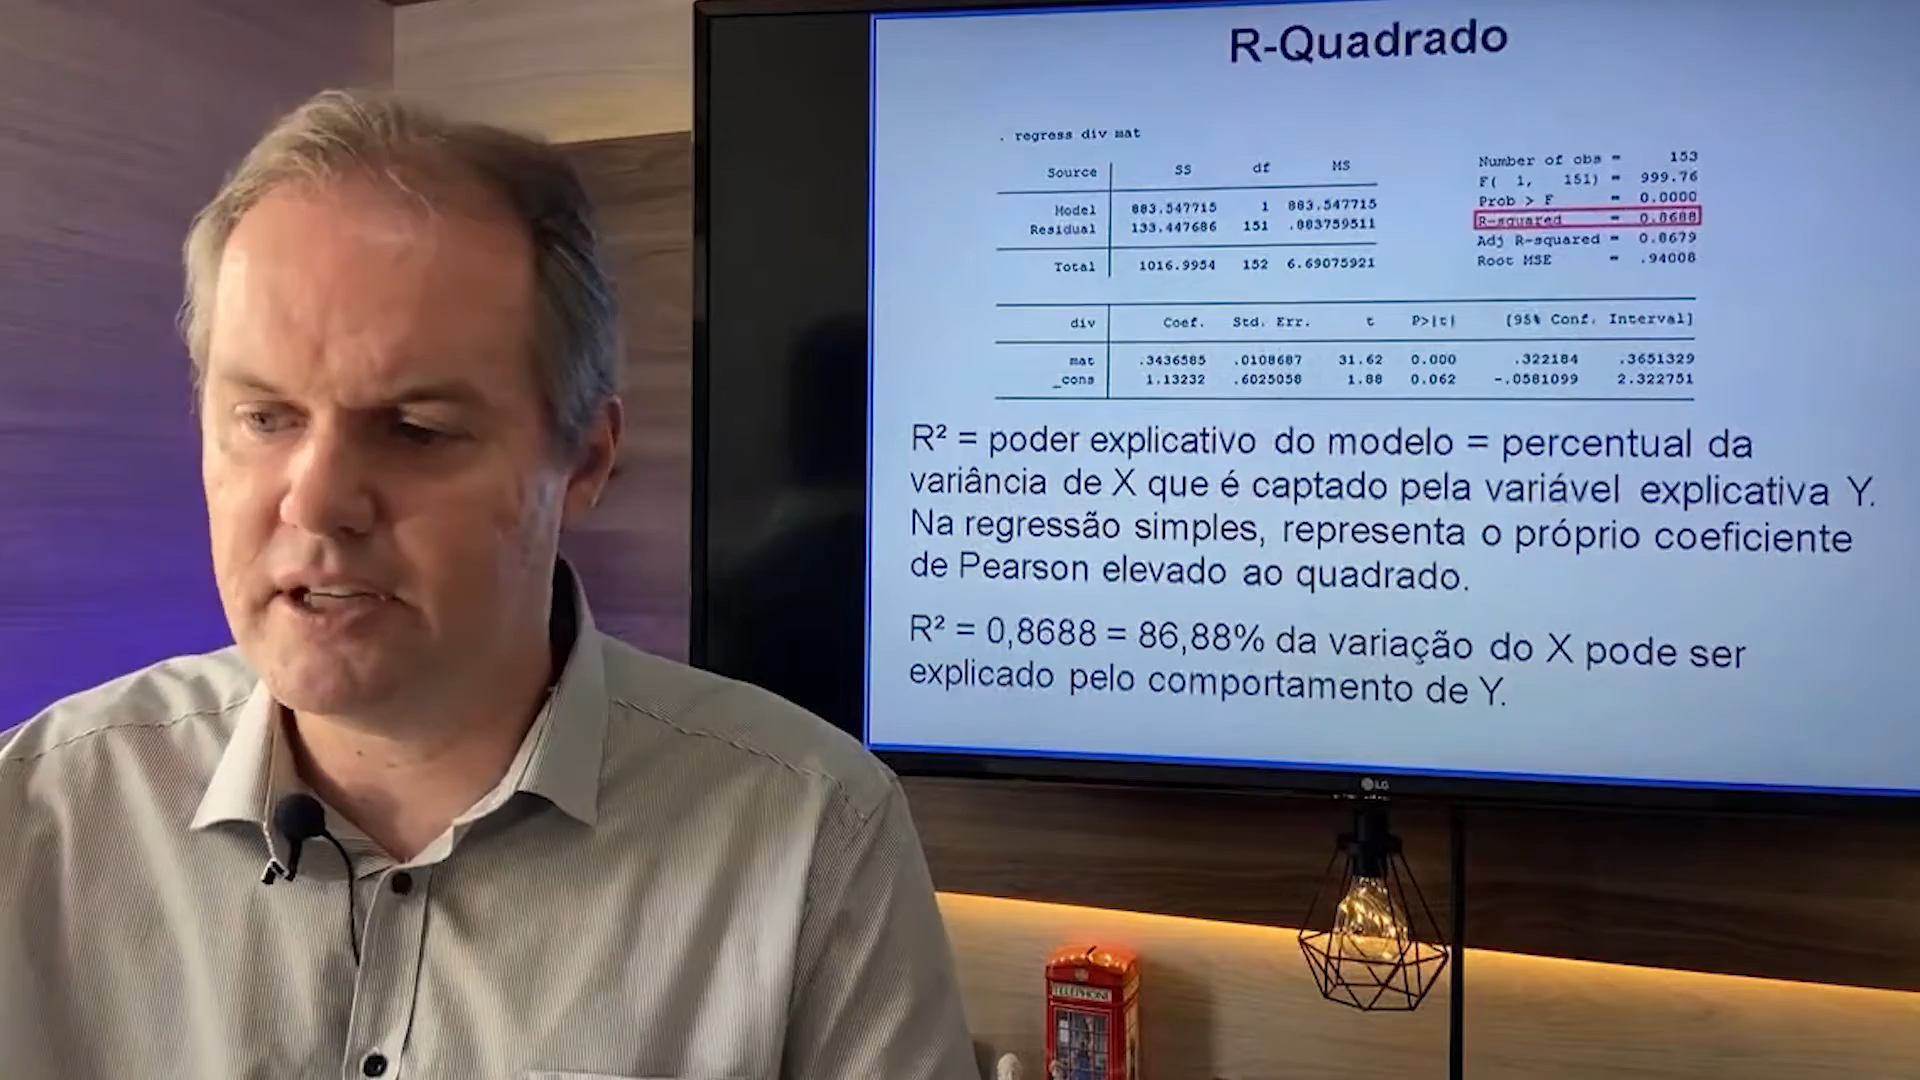 R-Quadrado
. regress div mat
Source SS df MS
Model 883.547715 1 883.547715
Residual 133.447686 151 .883759511
Total 1016.9954 152 6.69075921
Number of obs = 153
F( 1, 151) = 999.76
Prob > F = 0.0000
R-squared = 0.8688
Adj R-squared = 0.8679
Root MSE = .94008
div Coef. Std. Err. t P>|t| [95% Conf. Interval]
mat .3436585 .0108687 31.62 0.000 .322184 .3651329
_cons 1.13232 .6025058 1.88 0.062 -.0581099 2.322751
R² = poder explicativo do modelo = percentual da
variância de X que é captado pela variável explicativa Y.
Na regressão simples, representa o próprio coeficiente
de Pearson elevado ao quadrado.
R² = 0,8688 = 86,88% da variação do X pode ser
explicado pelo comportamento de Y.
LG
TELEPHONE